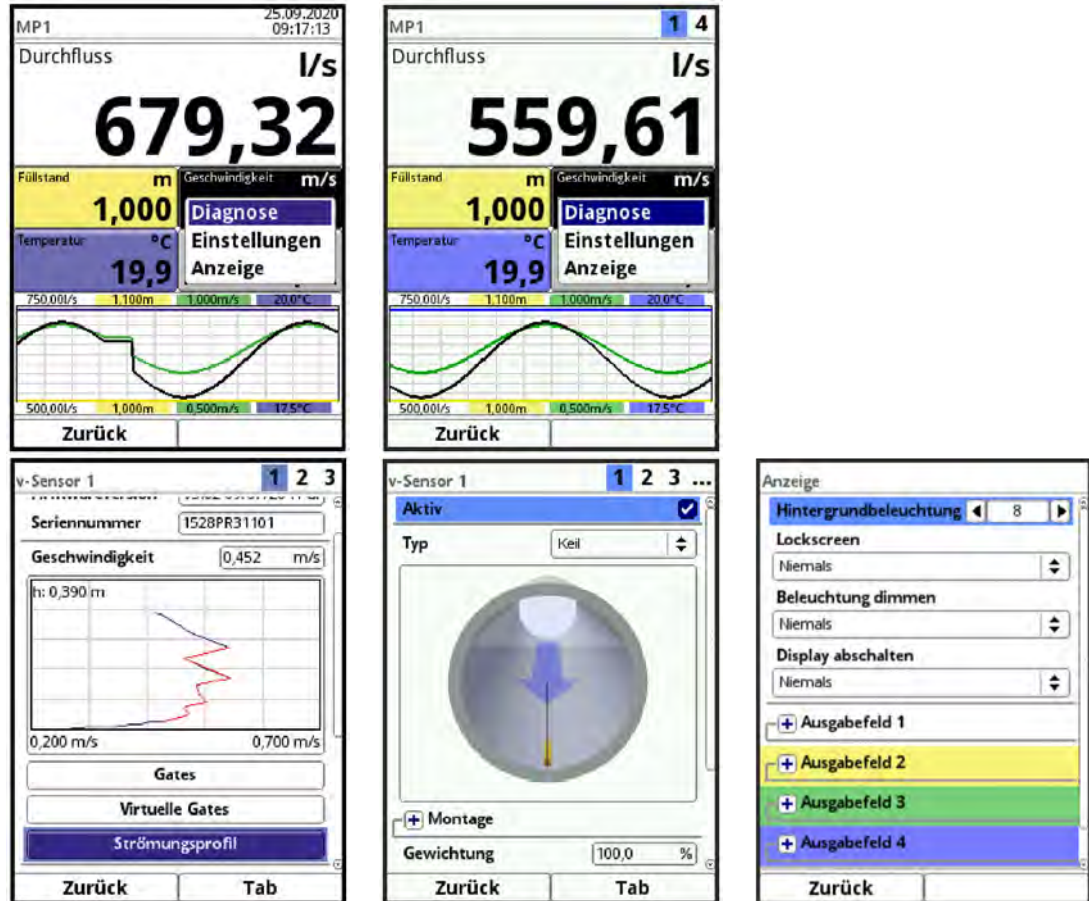 MP1
25.09.2020
09:17:13
Durchfluss
l/s
679,32
Füllstand m Geschwindigkeit m/s
1,000 Diagnose
Temperatur °C Einstellungen
19,9 Anzeige
750,00l/s 1,100m 1,000m/s 20,0°C
500,00l/s 1,000m 0,500m/s 17,5°C
Zurück
MP1 1 4
Durchfluss
l/s
559,61
Füllstand m Geschwindigkeit m/s
1,000 Diagnose
Temperatur °C Einstellungen
19,9 Anzeige
750,00l/s 1,100m 1,000m/s 20,0°C
500,00l/s 1,000m 0,500m/s 17,5°C
Zurück
v-Sensor 1 1 2 3
Seriennummer 1528PR31101
Geschwindigkeit 0,452 m/s
h: 0,390 m
0,200 m/s 0,700 m/s
Gates
Virtuelle Gates
Strömungsprofil
Zurück Tab
v-Sensor 1 1 2 3 ...
Aktiv
Typ Keil
+ Montage
Gewichtung 100,0 %
Zurück Tab
Anzeige
Hintergrundbeleuchtung 8
Lockscreen
Niemals
Beleuchtung dimmen
Niemals
Display abschalten
Niemals
+ Ausgabefeld 1
+ Ausgabefeld 2
+ Ausgabefeld 3
+ Ausgabefeld 4
Zurück